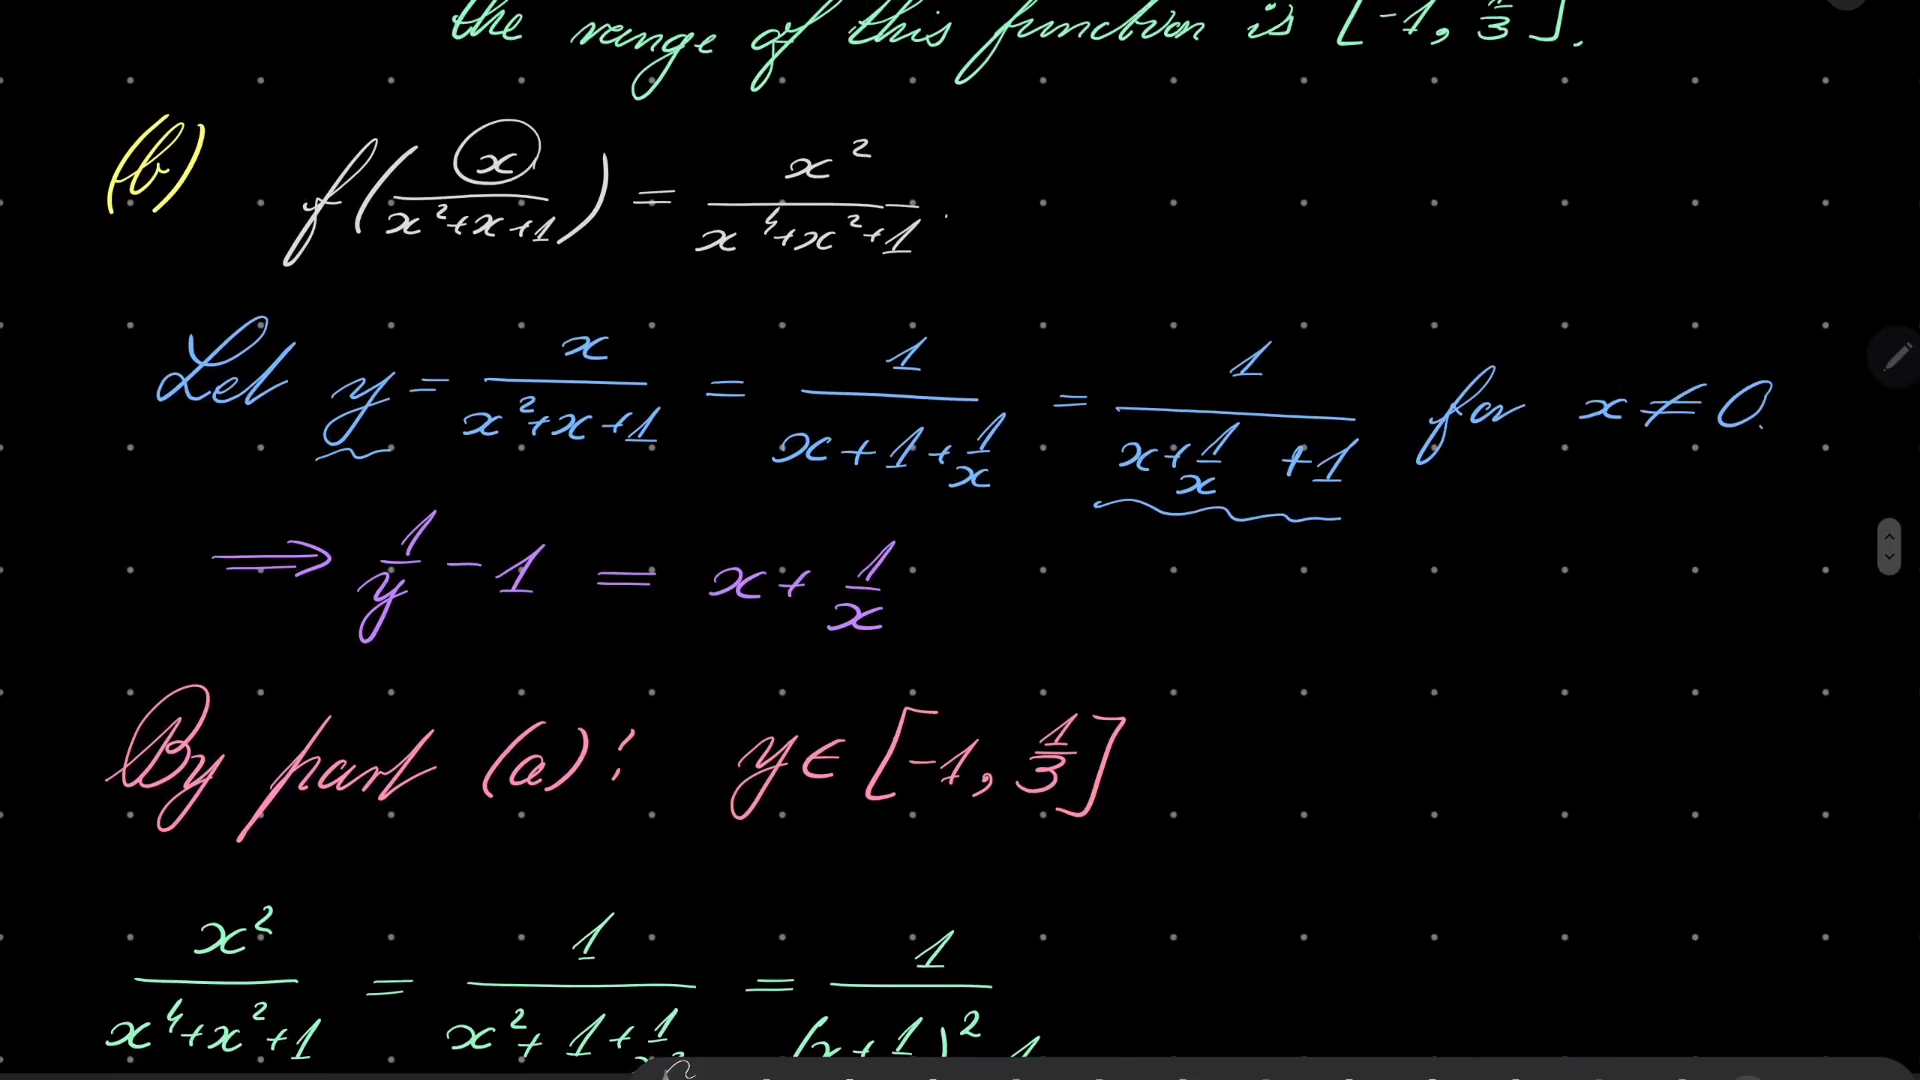 the range of this function is [-1, 1/3].
(b) f(x/(x²+x+1)) = x²/(x⁴+x²+1).
Let y = x/(x²+x+1) = 1/(x+1+1/x) = 1/(x+1/x +1) for x≠0.
⟹ 1/y - 1 = x + 1/x
By part (a): y∈[-1, 1/3]
x²/(x⁴+x²+1) = 1/(x²+1+1/x²) = 1/((x+1/x)²-1)